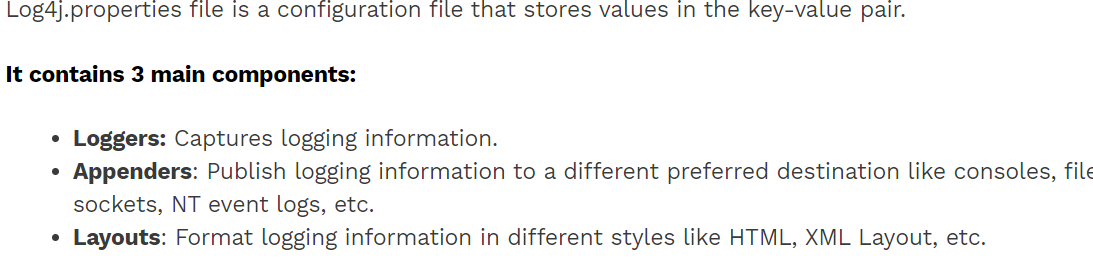 Log4j.properties file is a configuration file that stores values in the key-value pair.
It contains 3 main components:
• Loggers: Captures logging information.
• Appenders: Publish logging information to a different preferred destination like consoles, file
sockets, NT event logs, etc.
• Layouts: Format logging information in different styles like HTML, XML Layout, etc.